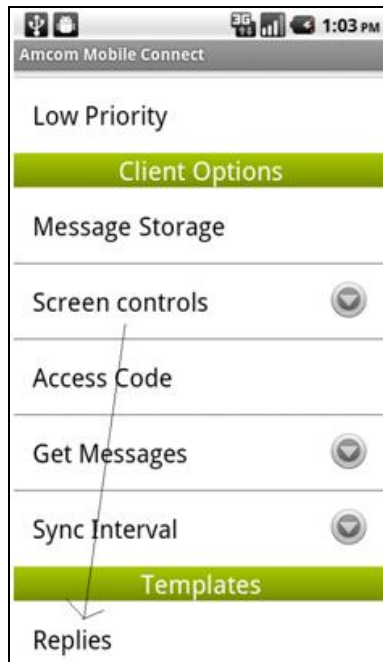 3G 1:03 PM
Amcom Mobile Connect
Low Priority
Client Options
Message Storage
Screen controls
Access Code
Get Messages
Sync Interval
Templates
Replies